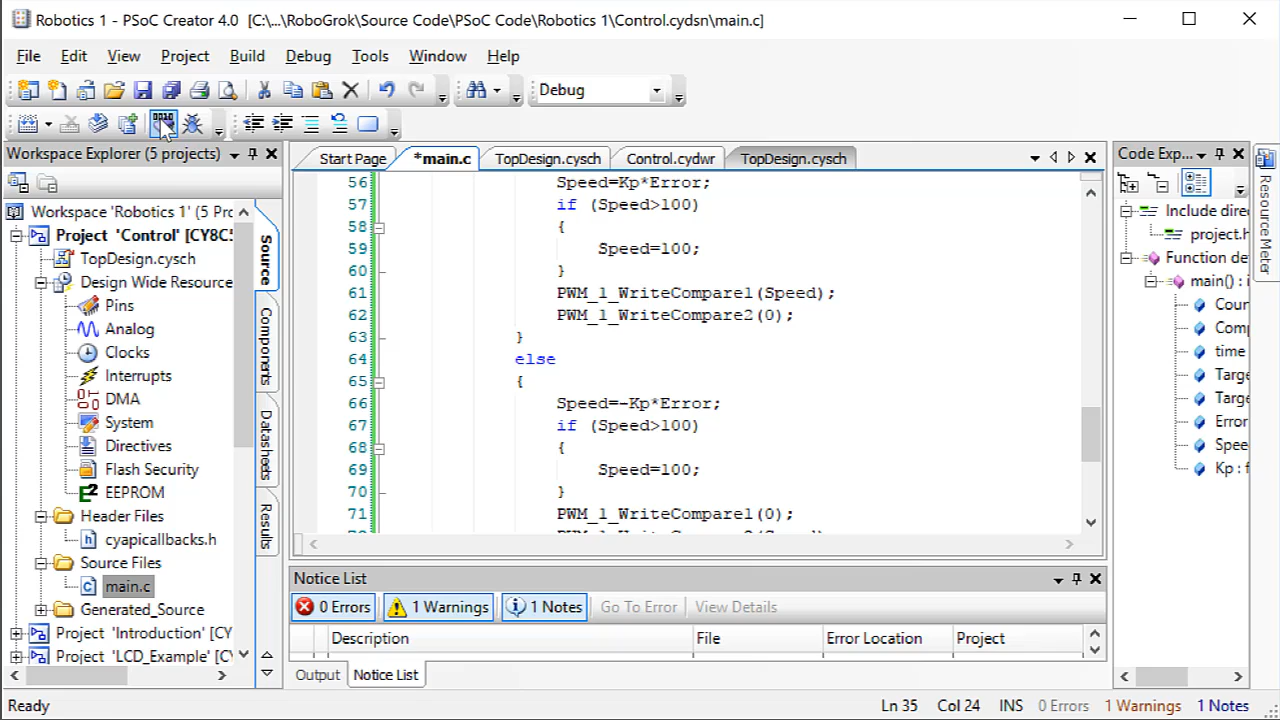 Robotics 1 - PSoC Creator 4.0 [C:\...\RoboGrok\Source Code\PSoC Code\Robotics 1\Control.cydsn\main.c]
File Edit View Project Build Debug Tools Window Help
Debug
Workspace Explorer (5 projects)
Start Page *main.c TopDesign.cysch Control.cydwr TopDesign.cysch
Code Exp...
Workspace 'Robotics 1' (5 Prc
Project 'Control' [CY8C5
TopDesign.cysch
Design Wide Resource
Pins
Analog
Clocks
Interrupts
DMA
System
Directives
Flash Security
EEPROM
Header Files
cyapicallbacks.h
Source Files
main.c
Generated_Source
Project 'Introduction' [CY
Project 'LCD_Example' [CY
Source
Components
Datasheets
Results
56 Speed=Kp*Error;
57 if (Speed>100)
58 {
59 Speed=100;
60 }
61 PWM_1_WriteCompare1(Speed);
62 PWM_1_WriteCompare2(0);
63 }
64 else
65 {
66 Speed=-Kp*Error;
67 if (Speed>100)
68 {
69 Speed=100;
70 }
71 PWM_1_WriteCompare1(0);
Include direc
project.h
Function de
main() : i
Coun
Comp
time
Targe
Targe
Error
Spee
Kp : f
Resource Meter
Notice List
0 Errors 1 Warnings 1 Notes Go To Error View Details
Description File Error Location Project
Output Notice List
Ready Ln 35 Col 24 INS 0 Errors 1 Warnings 1 Notes